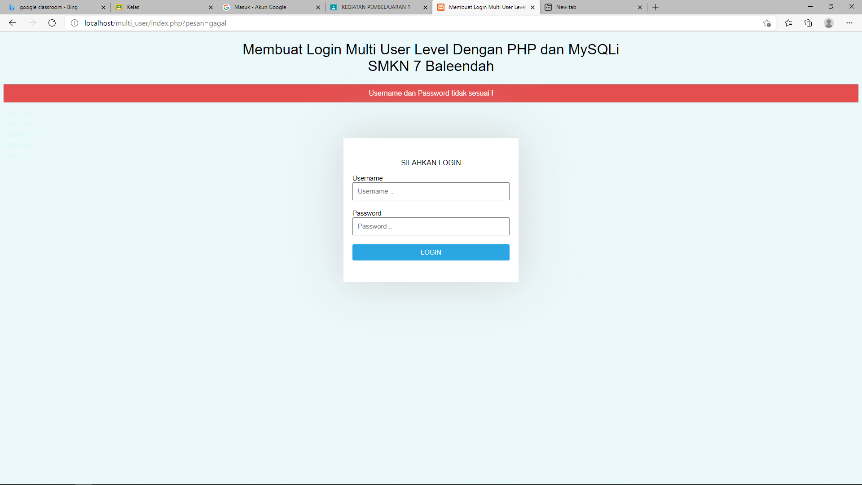 google classroom - Bing
Kelas
Masuk - Akun Google
KEGIATAN PEMBELAJARAN 1
Membuat Login Multi User Level
New tab
localhost/multi_user/index.php?pesan=gagal
Membuat Login Multi User Level Dengan PHP dan MySQLi
SMKN 7 Baleendah
Username dan Password tidak sesuai !
SILAHKAN LOGIN
Username
Username ..
Password
Password ..
LOGIN